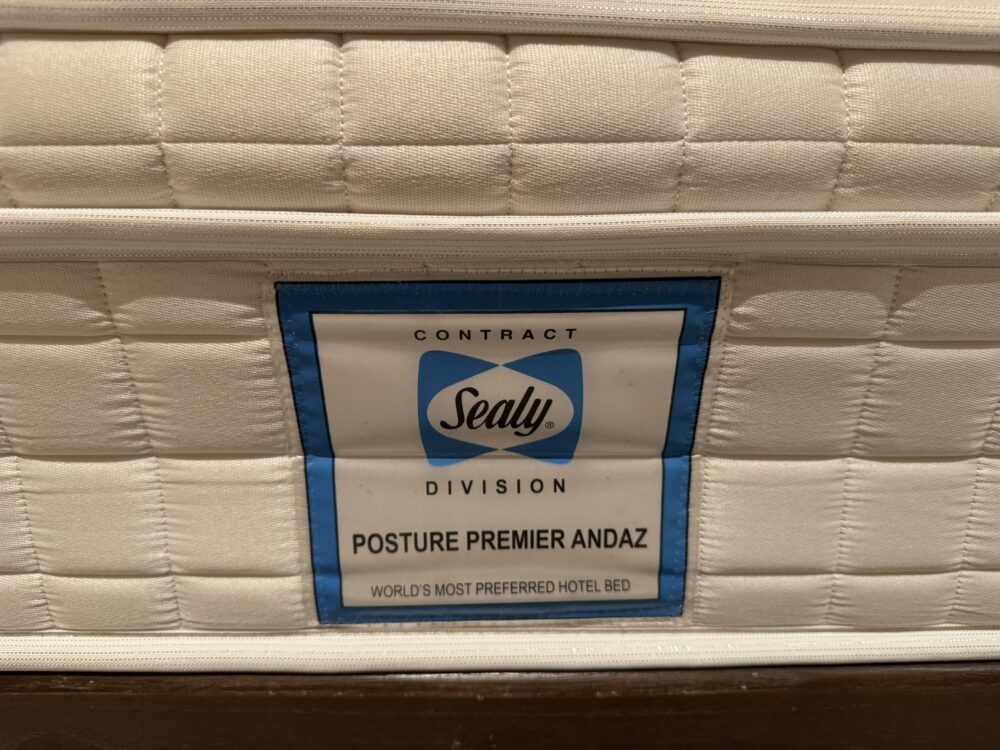 CONTRACT
Sealy®
DIVISION
POSTURE PREMIER ANDAZ
WORLD'S MOST PREFERRED HOTEL BED